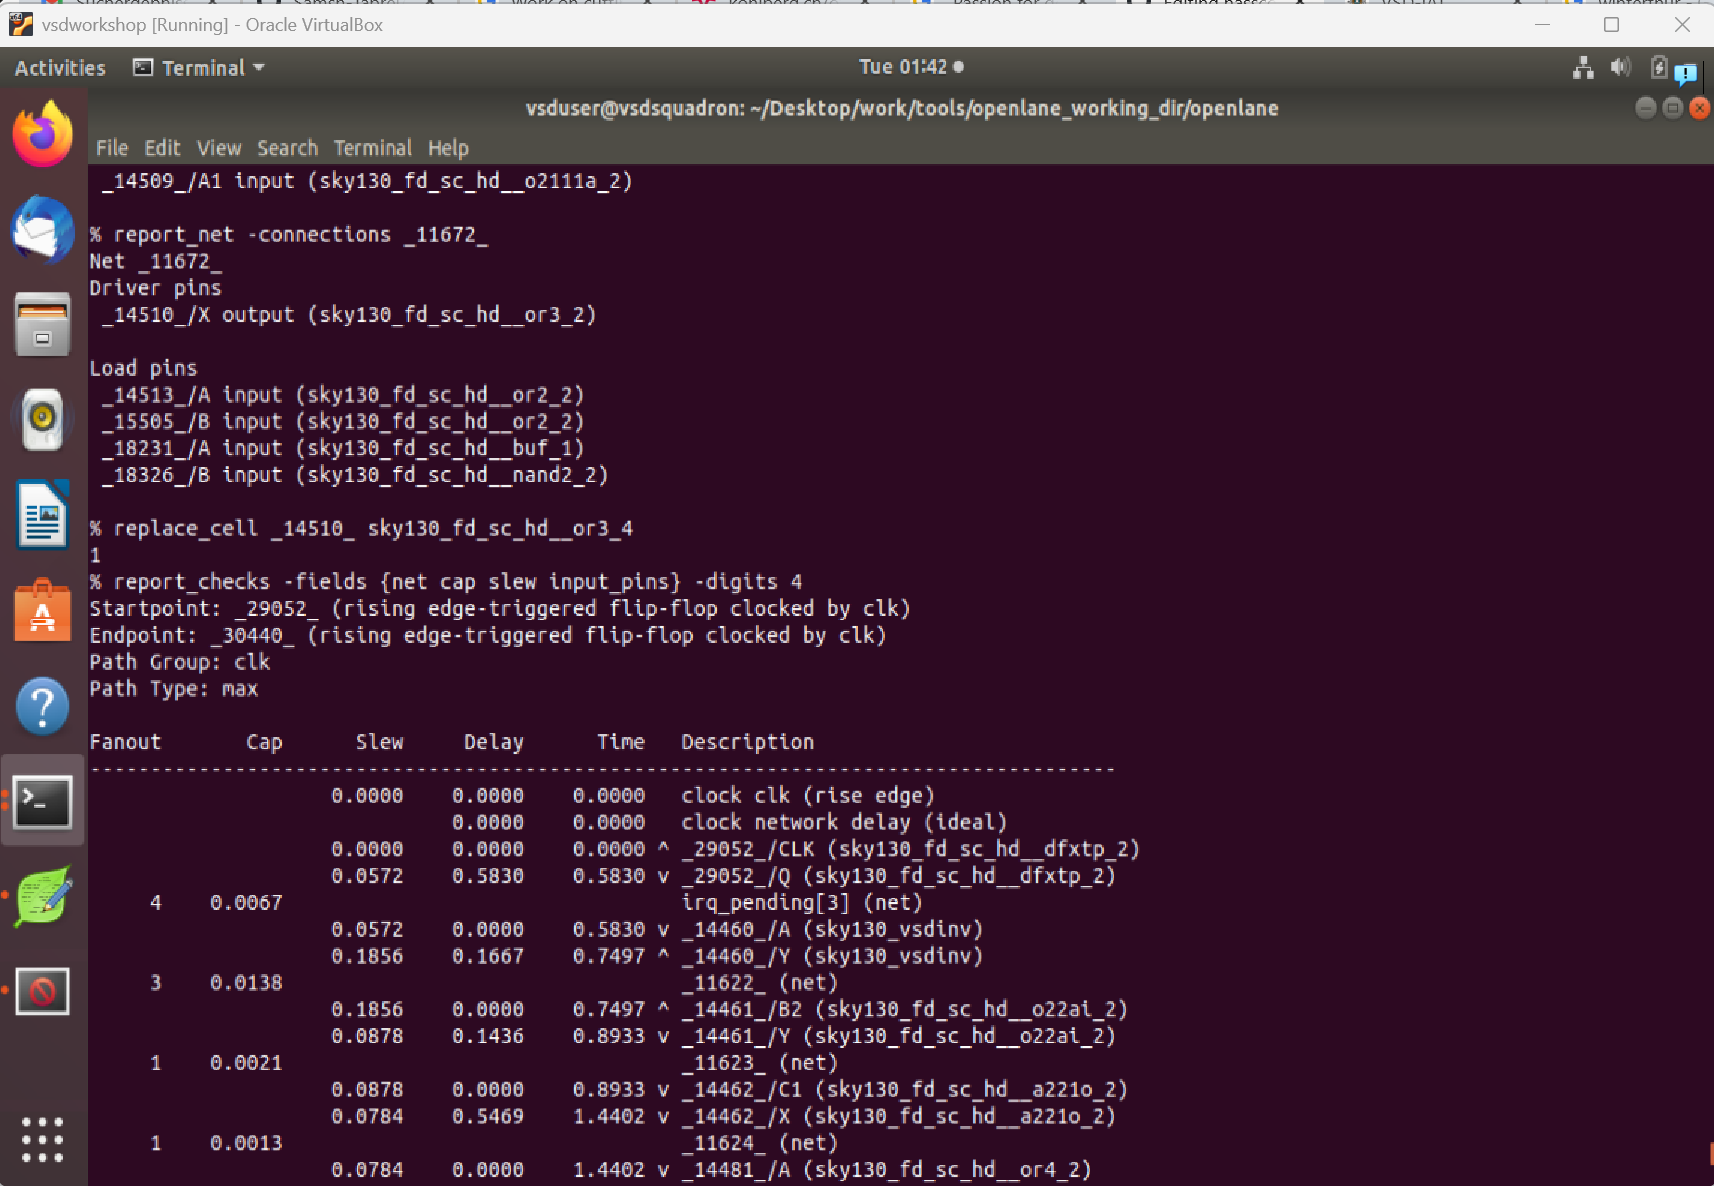 vsdworkshop [Running] - Oracle VirtualBox
Activities Terminal Tue 01:42
vsduser@vsdsquadron: ~/Desktop/work/tools/openlane_working_dir/openlane
File Edit View Search Terminal Help
_14509_/A1 input (sky130_fd_sc_hd__o2111a_2)
% report_net -connections _11672_
Net _11672_
Driver pins
_14510_/X output (sky130_fd_sc_hd__or3_2)
Load pins
_14513_/A input (sky130_fd_sc_hd__or2_2)
_15505_/B input (sky130_fd_sc_hd__or2_2)
_18231_/A input (sky130_fd_sc_hd__buf_1)
_18326_/B input (sky130_fd_sc_hd__nand2_2)
% replace_cell _14510_ sky130_fd_sc_hd__or3_4
1
% report_checks -fields {net cap slew input_pins} -digits 4
Startpoint: _29052_ (rising edge-triggered flip-flop clocked by clk)
Endpoint: _30440_ (rising edge-triggered flip-flop clocked by clk)
Path Group: clk
Path Type: max
Fanout Cap Slew Delay Time Description
-------------------------------------------------------------------------------------
0.0000 0.0000 0.0000 clock clk (rise edge)
0.0000 0.0000 clock network delay (ideal)
0.0000 0.0000 0.0000 ^ _29052_/CLK (sky130_fd_sc_hd__dfxtp_2)
0.0572 0.5830 0.5830 v _29052_/Q (sky130_fd_sc_hd__dfxtp_2)
4 0.0067 irq_pending[3] (net)
0.0572 0.0000 0.5830 v _14460_/A (sky130_vsdinv)
0.1856 0.1667 0.7497 ^ _14460_/Y (sky130_vsdinv)
3 0.0138 _11622_ (net)
0.1856 0.0000 0.7497 ^ _14461_/B2 (sky130_fd_sc_hd__o22ai_2)
0.0878 0.1436 0.8933 v _14461_/Y (sky130_fd_sc_hd__o22ai_2)
1 0.0021 _11623_ (net)
0.0878 0.0000 0.8933 v _14462_/C1 (sky130_fd_sc_hd__a221o_2)
0.0784 0.5469 1.4402 v _14462_/X (sky130_fd_sc_hd__a221o_2)
1 0.0013 _11624_ (net)
0.0784 0.0000 1.4402 v _14481_/A (sky130_fd_sc_hd__or4_2)